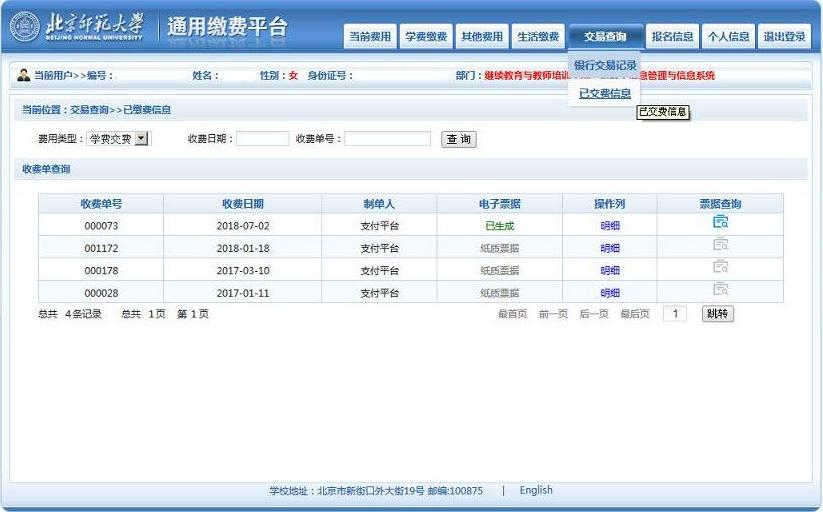 北京师范大学
BEIJING NORMAL UNIVERSITY
通用缴费平台
当前费用 学费缴费 其他费用 生活缴费 交易查询 报名信息 个人信息 退出登录
银行交易记录
已交费信息
已交费信息
当前用户>>编号： 姓名： 性别：女 身份证号： 部门：继续教育与教师培训 信息管理与信息系统
当前位置：交易查询>>已缴费信息
费用类型：学费交费 收费日期： 收费单号： 查 询
收费单查询
收费单号 收费日期 制单人 电子票据 操作列 票据查询
000073 2018-07-02 支付平台 已生成 明细
001172 2018-01-18 支付平台 纸质票据 明细
000178 2017-03-10 支付平台 纸质票据 明细
000028 2017-01-11 支付平台 纸质票据 明细
总共 4条记录 总共 1页 第1页 最首页 前一页 后一页 最后页 1 跳转
学校地址：北京市新街口外大街19号 邮编:100875 | English